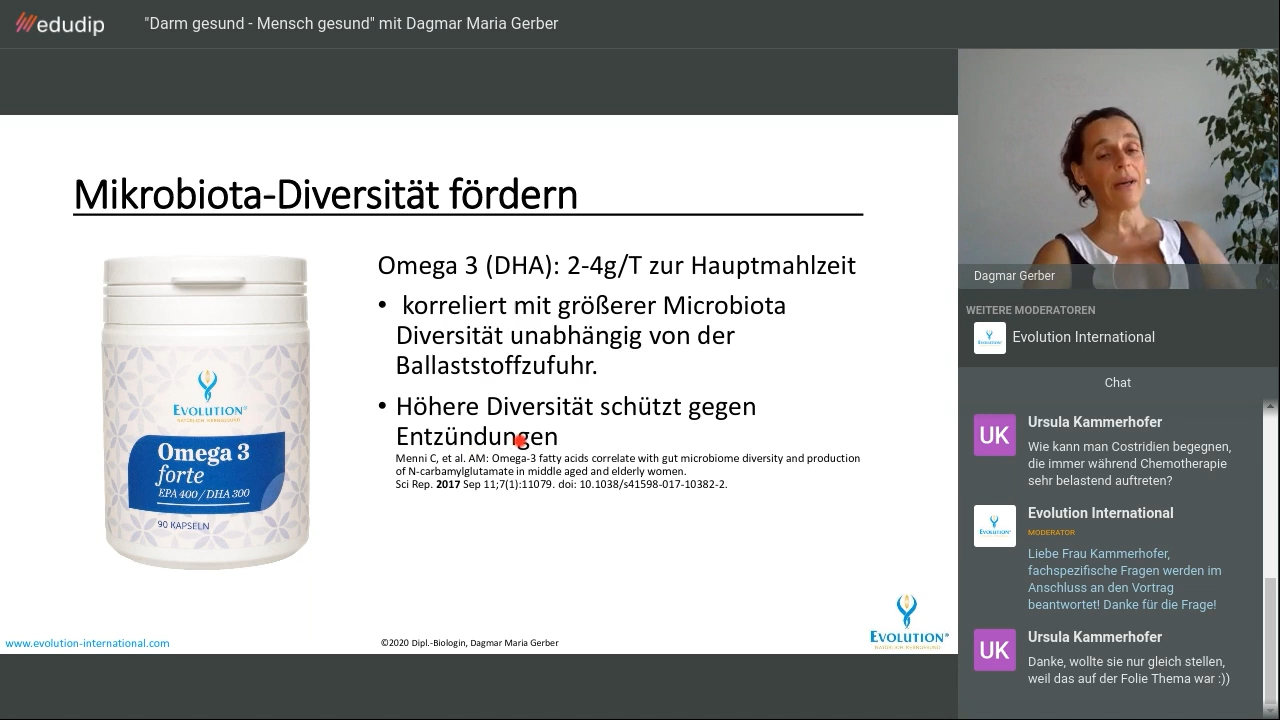 edudip
"Darm gesund - Mensch gesund" mit Dagmar Maria Gerber
Mikrobiota-Diversität fördern
EVOLUTION®
Omega 3
forte
EPA 400 / DHA 300
90 KAPSELN
Omega 3 (DHA): 2-4g/T zur Hauptmahlzeit
• korreliert mit größerer Microbiota
Diversität unabhängig von der
Ballaststoffzufuhr.
• Höhere Diversität schützt gegen
Entzündungen
Menni C, et al. AM: Omega-3 fatty acids correlate with gut microbiome diversity and production
of N-carbamylglutamate in middle aged and elderly women.
Sci Rep. 2017 Sep 11;7(1):11079. doi: 10.1038/s41598-017-10382-2.
www.evolution-international.com
©2020 Dipl.-Biologin, Dagmar Maria Gerber
EVOLUTION®
Dagmar Gerber
WEITERE MODERATOREN
Evolution International
Chat
UK
Ursula Kammerhofer
Wie kann man Costridien begegnen,
die immer während Chemotherapie
sehr belastend auftreten?
Evolution International
MODERATOR
Liebe Frau Kammerhofer,
fachspezifische Fragen werden im
Anschluss an den Vortrag
beantwortet! Danke für die Frage!
UK
Ursula Kammerhofer
Danke, wollte sie nur gleich stellen,
weil das auf der Folie Thema war :))